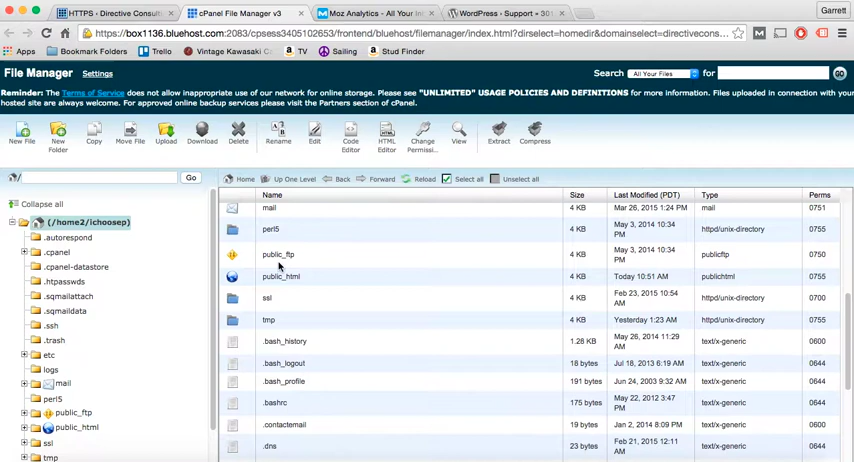 HTTPS - Directive Consulti
cPanel File Manager v3
Moz Analytics - All Your Inf
WordPress › Support » 301
Garrett
https://box1136.bluehost.com:2083/cpsess3405102653/frontend/bluehost/filemanager/index.html?dirselect=homedir&domainselect=directivecons
Apps
Bookmark Folders
Trello
Vintage Kawasaki
TV
Sailing
Stud Finder
File Manager
Settings
Search
All Your Files
for
GO
Reminder: The Terms of Service does not allow inappropriate use of our network for online storage. Please see "UNLIMITED" USAGE POLICIES AND DEFINITIONS for more information. Files uploaded in connection with your
hosted site are always welcome. For approved online backup services please visit the Partners section of cPanel.
New File
New Folder
Copy
Move File
Upload
Download
Delete
Rename
Edit
Code Editor
HTML Editor
Change Permissi...
View
Extract
Compress
/
Go
Home
Up One Level
Back
Forward
Reload
Select all
Unselect all
Collapse all
(/home2/ichoosep)
.autorespond
.cpanel
.cpanel-datastore
.htpasswds
.sqmailattach
.sqmaildata
.ssh
.trash
etc
logs
mail
perl5
public_ftp
public_html
ssl
tmp
Name Size Last Modified (PDT) Type Perms
mail 4 KB Mar 26, 2015 1:24 PM mail 0751
perl5 4 KB May 3, 2014 10:34 PM httpd/unix-directory 0755
public_ftp 4 KB May 3, 2014 10:34 PM publicftp 0750
public_html 4 KB Today 10:51 AM publichtml 0755
ssl 4 KB Feb 23, 2015 10:54 AM httpd/unix-directory 0700
tmp 4 KB Yesterday 1:23 AM httpd/unix-directory 0755
.bash_history 1.28 KB May 28, 2014 11:29 AM text/x-generic 0600
.bash_logout 18 bytes Jul 18, 2013 6:19 AM text/x-generic 0644
.bash_profile 191 bytes Jun 24, 2003 9:32 AM text/x-generic 0644
.bashrc 175 bytes May 22, 2012 3:47 PM text/x-generic 0644
.contactemail 19 bytes Jan 2, 2014 8:09 PM text/x-generic 0644
.dns 23 bytes Feb 21, 2015 12:11 AM text/x-generic 0644